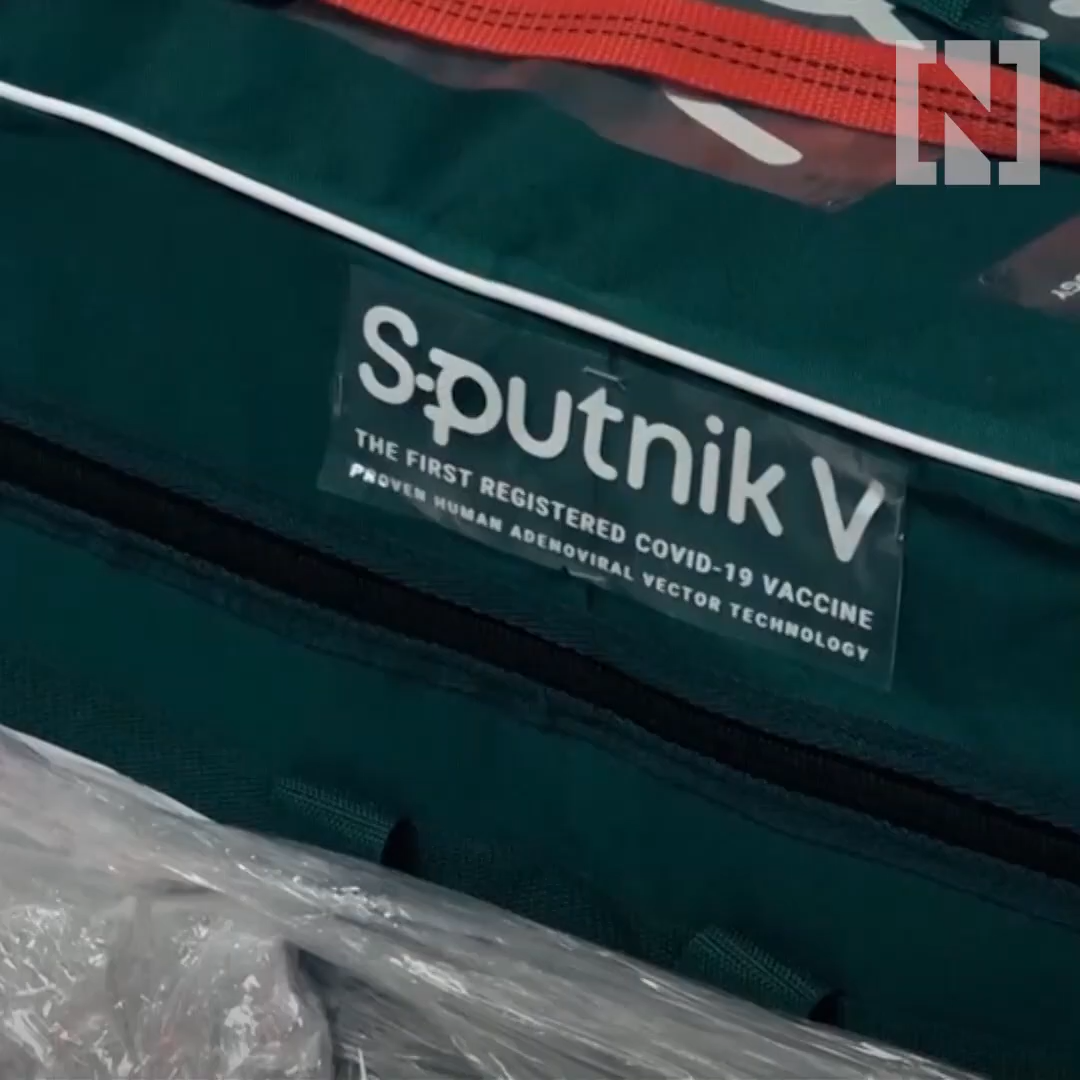 [N]
Sputnik V
THE FIRST REGISTERED COVID-19 VACCINE
PROVEN HUMAN ADENOVIRAL VECTOR TECHNOLOGY